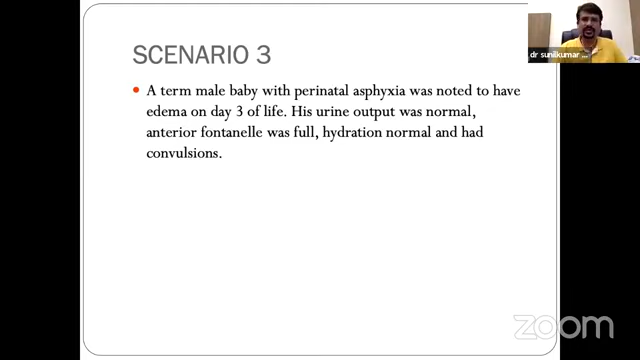 dr sunilkumar ...
SCENARIO 3
• A term male baby with perinatal asphyxia was noted to have
edema on day 3 of life. His urine output was normal,
anterior fontanelle was full, hydration normal and had
convulsions.
zoom